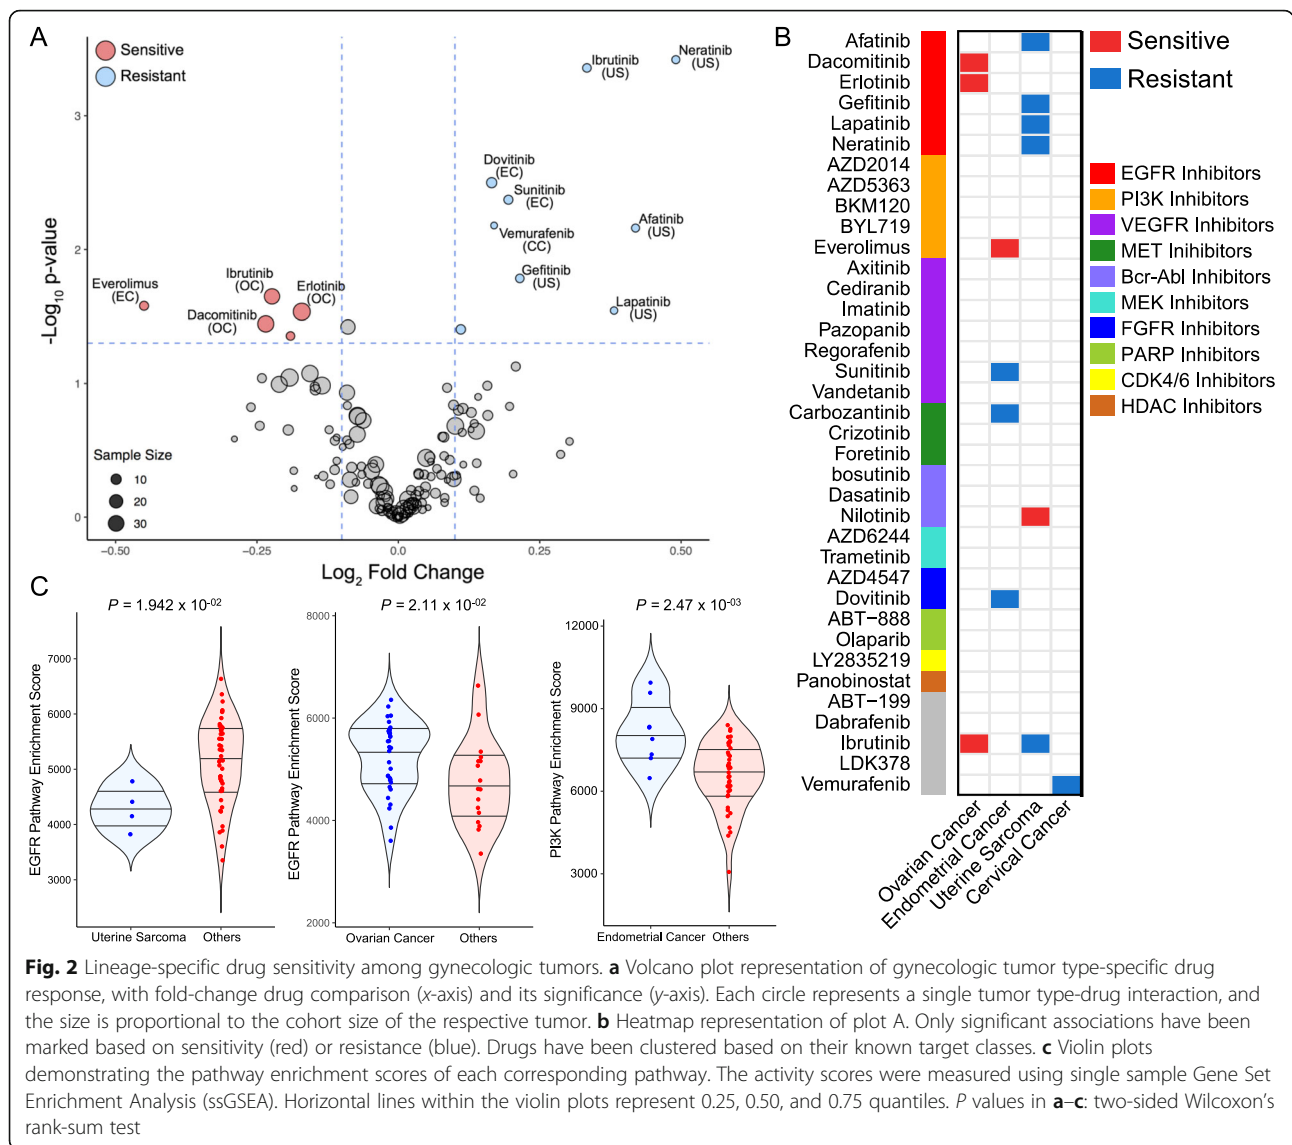 A
Sensitive
Resistant
Ibrutinib
(US)
Neratinib
(US)
Dovitinib
(EC)
Sunitinib
(EC)
Vemurafenib
(CC)
Afatinib
(US)
Gefitinib
(US)
Lapatinib
(US)
Everolimus
(EC)
Ibrutinib
(OC)
Erlotinib
(OC)
Dacomitinib
(OC)
-Log10 p-value
3
2
1
0
Sample Size
10
20
30
−0.50
−0.25
0.0
0.25
0.50
Log2 Fold Change
B
Afatinib
Dacomitinib
Erlotinib
Gefitinib
Lapatinib
Neratinib
AZD2014
AZD5363
BKM120
BYL719
Everolimus
Axitinib
Cediranib
Imatinib
Pazopanib
Regorafenib
Sunitinib
Vandetanib
Carbozantinib
Crizotinib
Foretinib
bosutinib
Dasatinib
Nilotinib
AZD6244
Trametinib
AZD4547
Dovitinib
ABT−888
Olaparib
LY2835219
Panobinostat
ABT−199
Dabrafenib
Ibrutinib
LDK378
Vemurafenib
Ovarian Cancer
Endometrial Cancer
Uterine Sarcoma
Cervical Cancer
Sensitive
Resistant
EGFR Inhibitors
PI3K Inhibitors
VEGFR Inhibitors
MET Inihibitors
Bcr-Abl Inhibitors
MEK Inhibitors
FGFR Inhibitors
PARP Inhibitors
CDK4/6 Inhibitors
HDAC Inhibitors
C
P = 1.942 x 10-02
EGFR Pathway Enrichment Score
7000
6000
5000
4000
3000
Uterine Sarcoma
Others
P = 2.11 x 10-02
EGFR Pathway Enrichment Score
8000
6000
4000
2000
Ovarian Cancer
Others
P = 2.47 x 10-03
PI3K Pathway Enrichment Score
12000
9000
6000
3000
Endometrial Cancer
Others
Fig. 2 Lineage-specific drug sensitivity among gynecologic tumors. a Volcano plot representation of gynecologic tumor type-specific drug
response, with fold-change drug comparison (x-axis) and its significance (y-axis). Each circle represents a single tumor type-drug interaction, and
the size is proportional to the cohort size of the respective tumor. b Heatmap representation of plot A. Only significant associations have been
marked based on sensitivity (red) or resistance (blue). Drugs have been clustered based on their known target classes. c Violin plots
demonstrating the pathway enrichment scores of each corresponding pathway. The activity scores were measured using single sample Gene Set
Enrichment Analysis (ssGSEA). Horizontal lines within the violin plots represent 0.25, 0.50, and 0.75 quantiles. P values in a–c: two-sided Wilcoxon's
rank-sum test